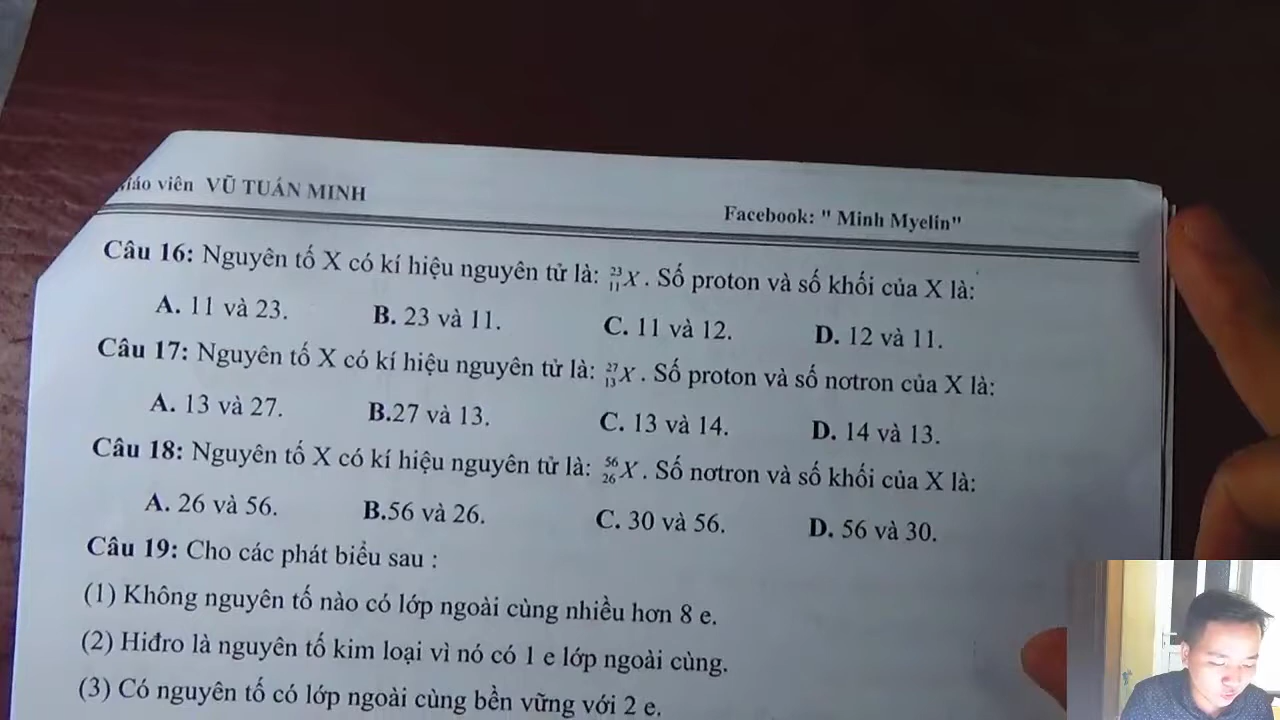 Giáo viên VŨ TUẤN MINH
Facebook: " Minh Myelin"
Câu 16: Nguyên tố X có kí hiệu nguyên tử là: ²³₁₁X . Số proton và số khối của X là:
A. 11 và 23. B. 23 và 11. C. 11 và 12. D. 12 và 11.
Câu 17: Nguyên tố X có kí hiệu nguyên tử là: ²⁷₁₃X . Số proton và số nơtron của X là:
A. 13 và 27. B.27 và 13. C. 13 và 14. D. 14 và 13.
Câu 18: Nguyên tố X có kí hiệu nguyên tử là: ⁵⁶₂₆X . Số nơtron và số khối của X là:
A. 26 và 56. B.56 và 26. C. 30 và 56. D. 56 và 30.
Câu 19: Cho các phát biểu sau :
(1) Không nguyên tố nào có lớp ngoài cùng nhiều hơn 8 e.
(2) Hiđro là nguyên tố kim loại vì nó có 1 e lớp ngoài cùng.
(3) Có nguyên tố có lớp ngoài cùng bền vững với 2 e.